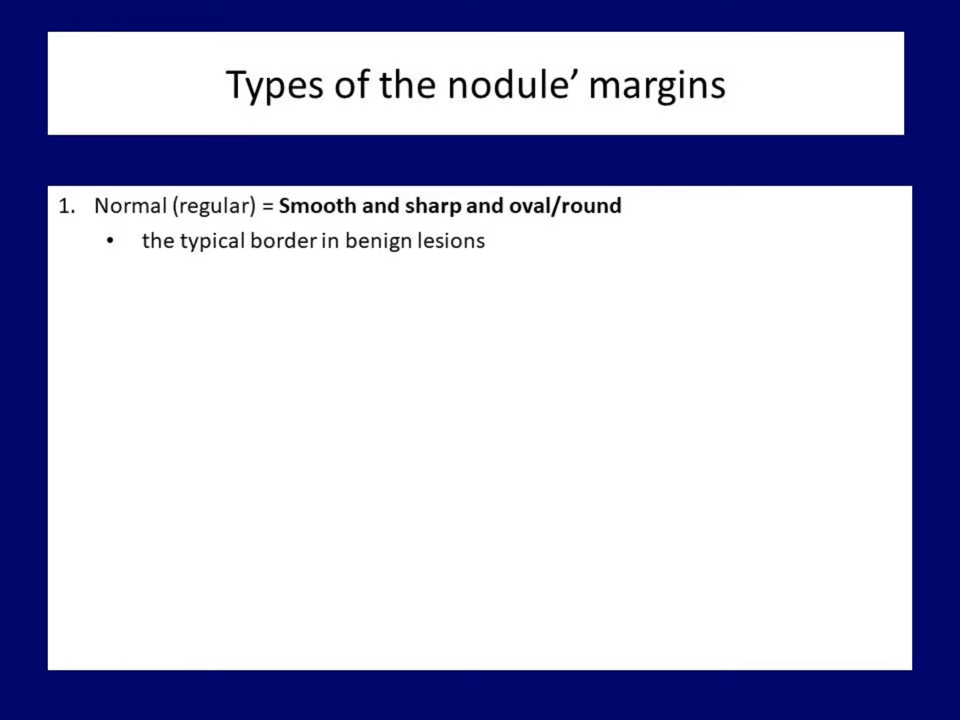 Types of the nodule’ margins
1. Normal (regular) = Smooth and sharp and oval/round
• the typical border in benign lesions